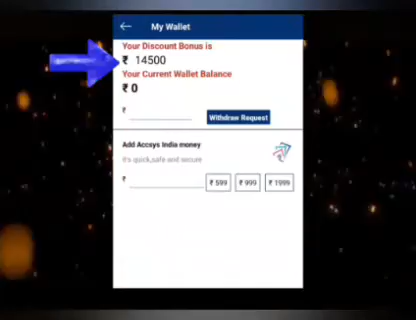 My Wallet
Your Discount Bonus is
₹ 14500
Your Current Wallet Balance
₹ 0
₹
Withdraw Request
Add Accsys India money
it's quick,safe and secure
₹
₹ 599 ₹ 999 ₹ 1999